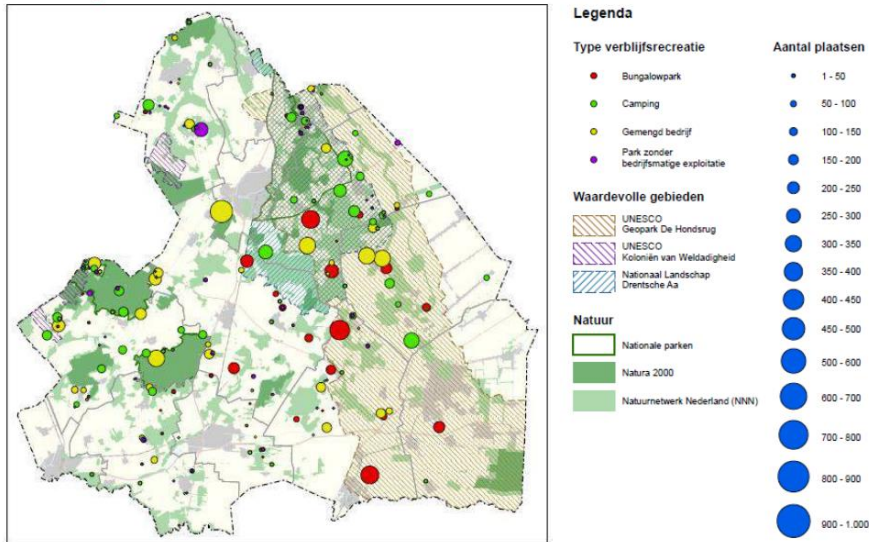 Legenda
Type verblijfsrecreatie
Bungalowpark
Camping
Gemengd bedrijf
Park zonder
bedrijfsmatige exploitatie
Waardevolle gebieden
UNESCO
Geopark De Hondsrug
UNESCO
Koloniën van Weldadigheid
Nationaal Landschap
Drentsche Aa
Natuur
Nationale parken
Natura 2000
Natuurnetwerk Nederland (NNN)
Aantal plaatsen
1 - 50
50 - 100
100 - 150
150 - 200
200 - 250
250 - 300
300 - 350
350 - 400
400 - 450
450 - 500
500 - 600
600 - 700
700 - 800
800 - 900
900 - 1.000